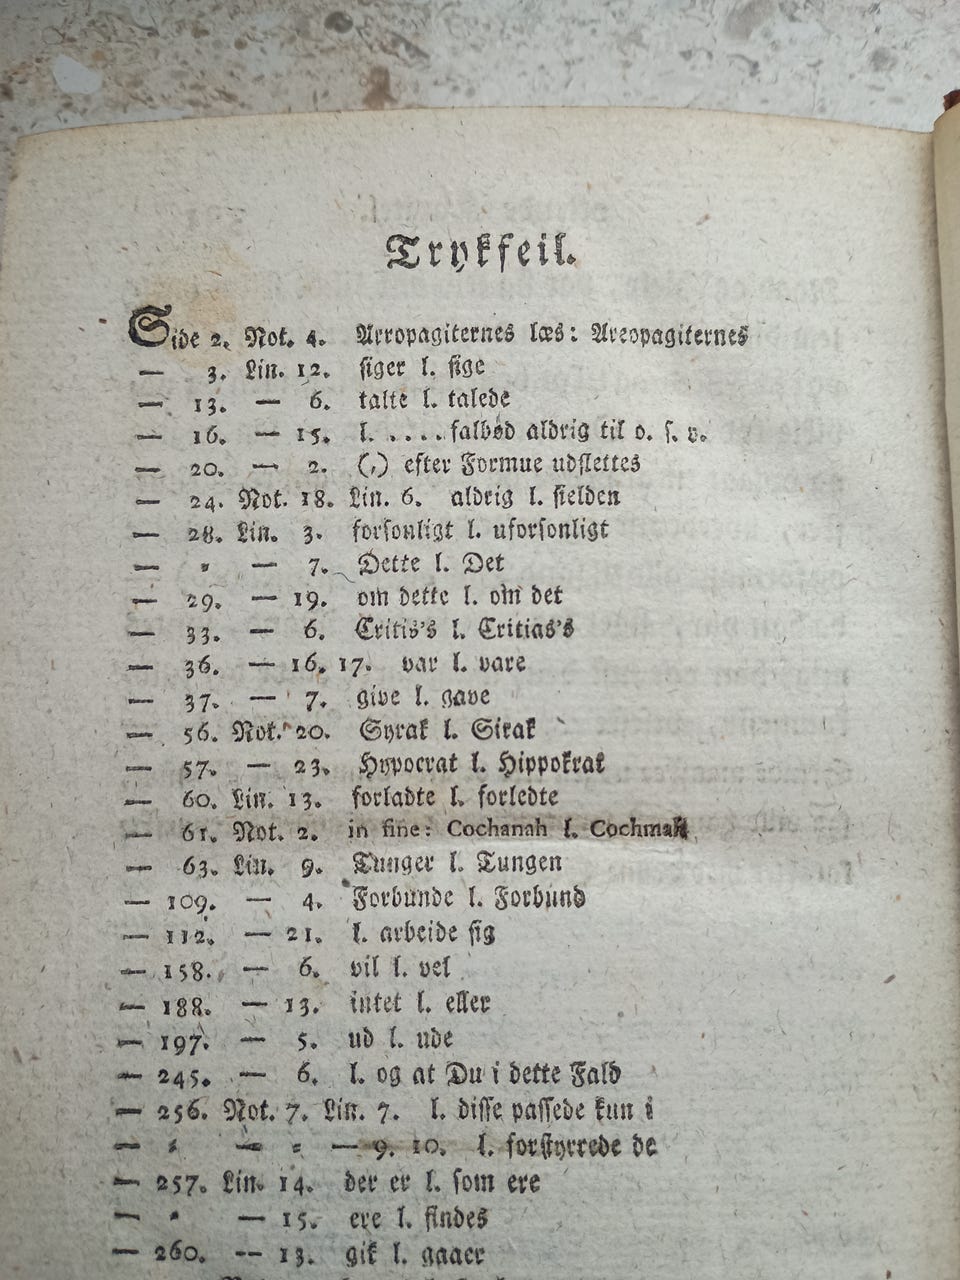 Trykfeil.
Side 2. Not. 4. Arropagiternes læs: Areopagiternes
— 3. Lin. 12. siger l. sige
— 13. — 6. talte l. talede
— 16. — 15. l. .... falbød aldrig til o. s. v.
— 20. — 2. (,) efter Formue udslettes
— 24. Not. 18. Lin. 6. aldrig l. sielden
— 28. Lin. 3. forsonligt l. uforsonligt
— " — 7. Dette l. Det
— 29. — 19. om dette l. om det
— 33. — 6. Critis's l. Critias's
— 36. — 16. 17. var l. vare
— 37. — 7. give l. gave
— 56. Not. 20. Syrak l. Sirak
— 57. — 23. Hypocrat l. Hippokrat
— 60. Lin. 13. forladte l. forledte
— 61. Not. 2. in fine: Cochanah l. Cochmah
— 63. Lin. 9. Tunger l. Tungen
— 109. — 4. Forbunde l. Forbund
— 112. — 21. l. arbeide sig
— 158. — 6. vil l. vel
— 188. — 13. intet l. eller
— 197. — 5. ud l. ude
— 245. — 6. l. og at Du i dette Fald
— 256. Not. 7. Lin. 7. l. disse passede kun i
— " — " — 9. 10. l. forstyrrede de
— 257. Lin. 14. der er l. som ere
— " — 15. ere l. findes
— 260. — 13. gik l. gaaer